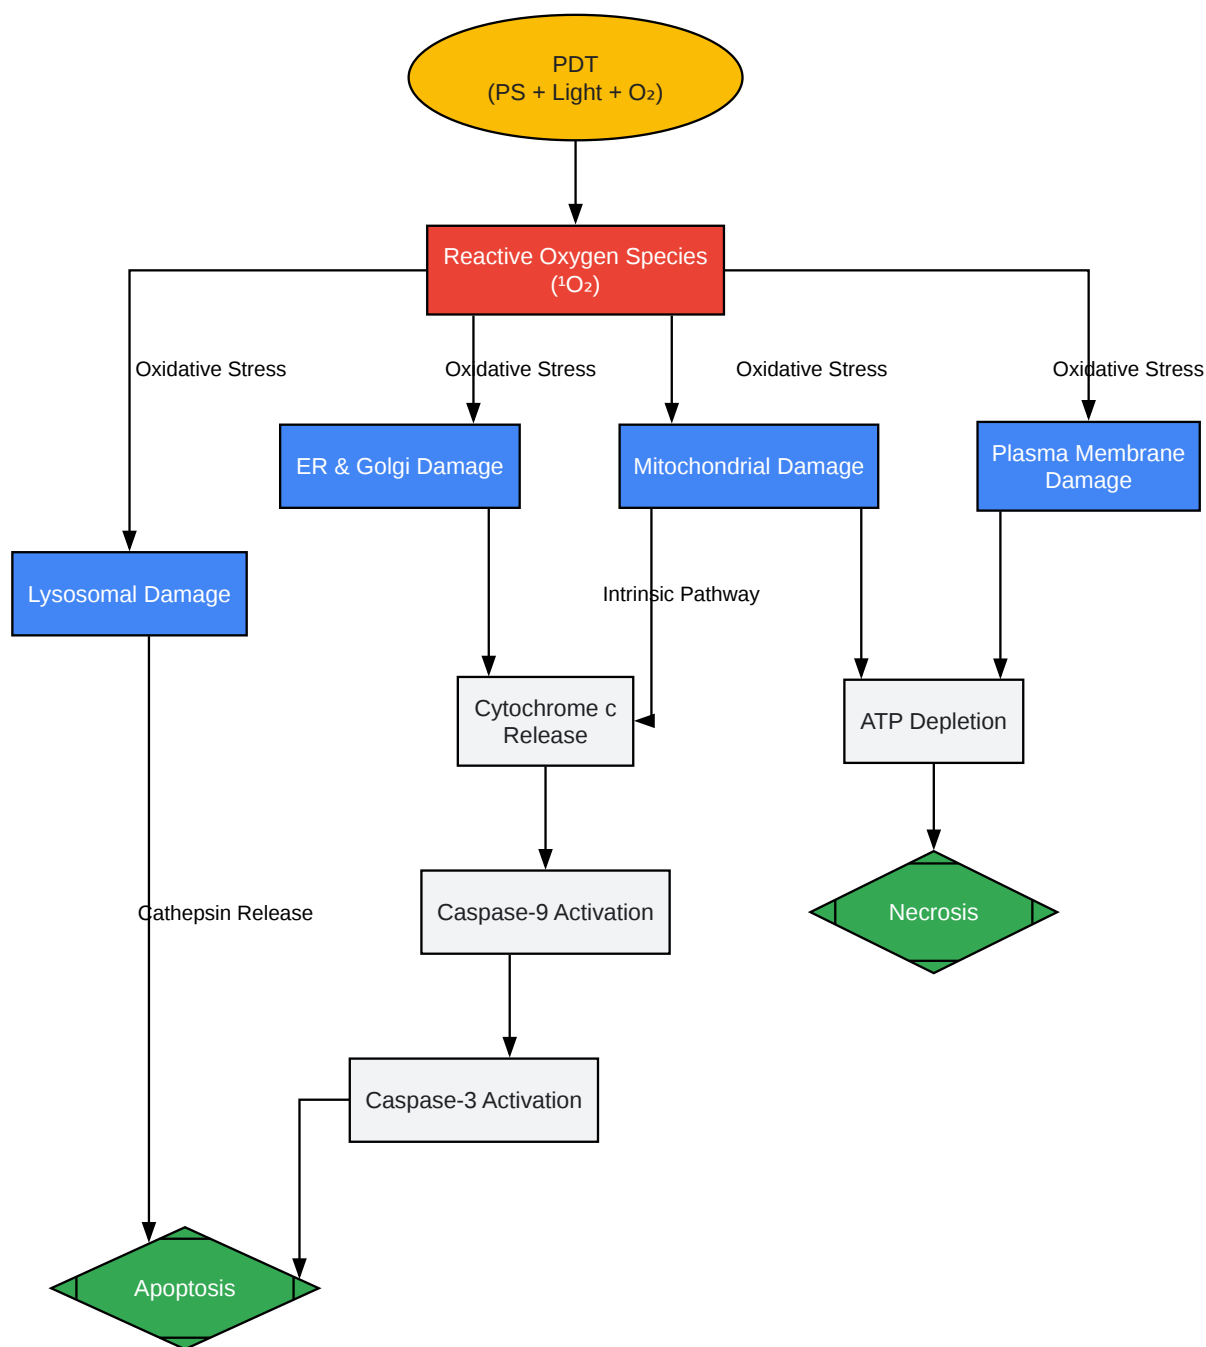 PDT
(PS + Light + O₂)
Reactive Oxygen Species
(¹O₂)
Oxidative Stress
Oxidative Stress
Oxidative Stress
Oxidative Stress
ER & Golgi Damage
Mitochondrial Damage
Plasma Membrane
Damage
Lysosomal Damage
Intrinsic Pathway
Cytochrome c
Release
ATP Depletion
Cathepsin Release
Caspase-9 Activation
Necrosis
Caspase-3 Activation
Apoptosis